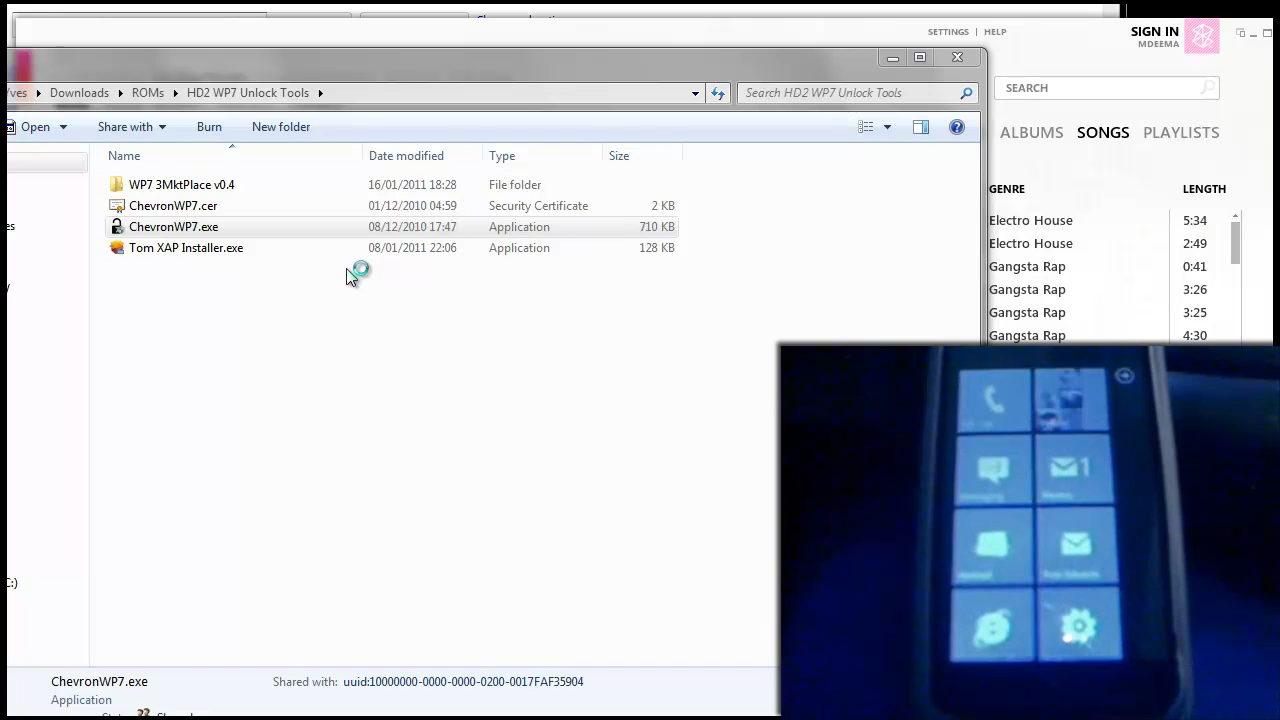 SETTINGS | HELP
SIGN IN
MDEEMA
Downloads ▸ ROMs ▸ HD2 WP7 Unlock Tools ▸
Search HD2 WP7 Unlock Tools
SEARCH
Open
Share with
Burn
New folder
ALBUMS SONGS PLAYLISTS
Name
Date modified
Type
Size
WP7 3MktPlace v0.4 16/01/2011 18:28 File folder
ChevronWP7.cer 01/12/2010 04:59 Security Certificate 2 KB
ChevronWP7.exe 08/12/2010 17:47 Application 710 KB
Tom XAP Installer.exe 08/01/2011 22:06 Application 128 KB
GENRE LENGTH
Electro House 5:34
Electro House 2:49
Gangsta Rap 0:41
Gangsta Rap 3:26
Gangsta Rap 3:25
Gangsta Rap 4:30
1
C:)
ChevronWP7.exe
Shared with: uuid:10000000-0000-0000-0200-0017FAF35904
Application